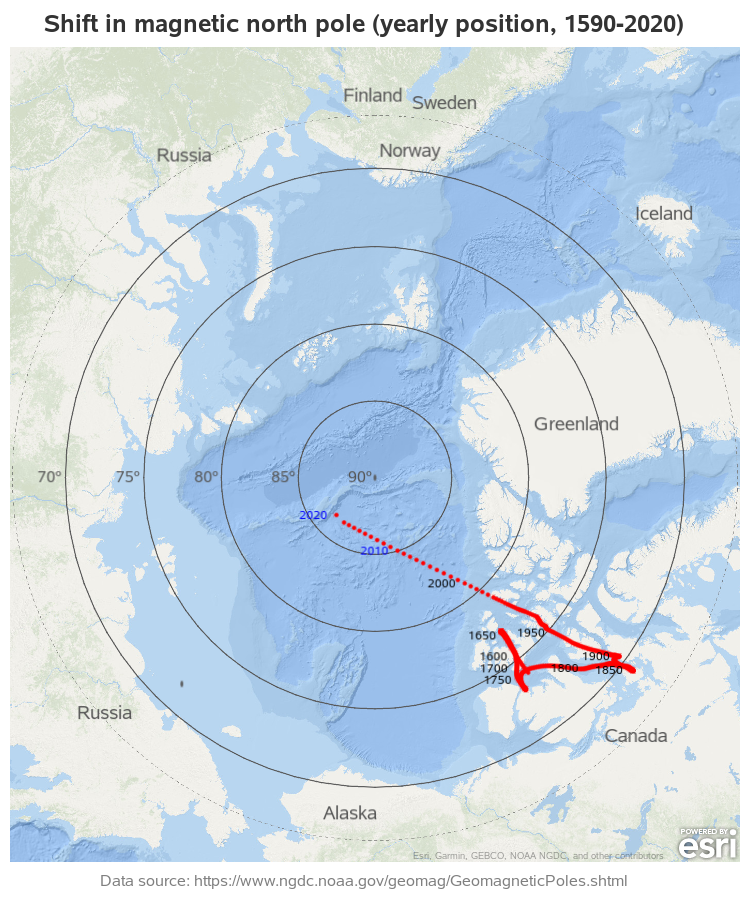 Shift in magnetic north pole (yearly position, 1590-2020)
Finland
Sweden
Norway
Russia
Iceland
Greenland
70°
75°
80°
85°
90°
2020
2010
2000
1650
1950
1600
1900
1700
1800
1850
1750
Russia
Canada
Alaska
POWERED BY
esri
Esri, Garmin, GEBCO, NOAA NGDC, and other contributors
Data source: https://www.ngdc.noaa.gov/geomag/GeomagneticPoles.shtml